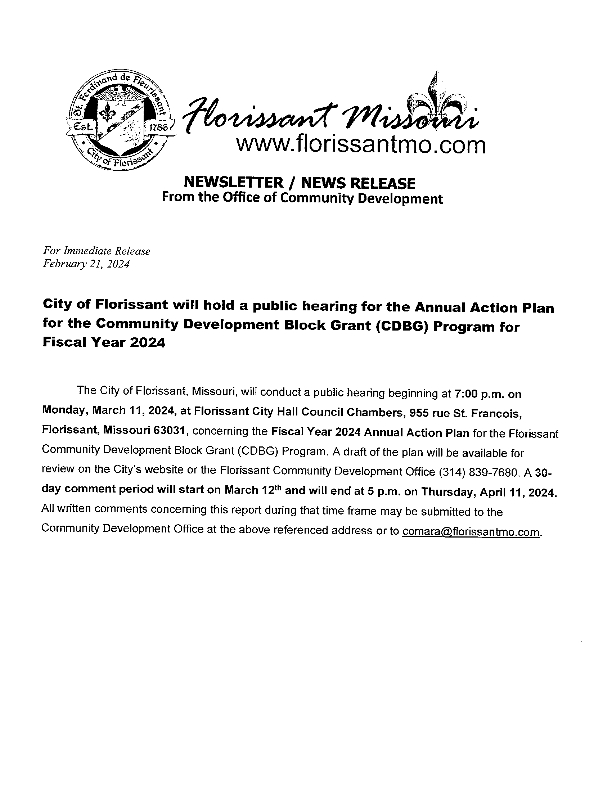 St. Ferdinand de Fleurissant
Est. 1786
City of Florissant
Florissant Missouri
www.florissantmo.com
NEWSLETTER / NEWS RELEASE
From the Office of Community Development
For Immediate Release
February 21, 2024
City of Florissant will hold a public hearing for the Annual Action Plan
for the Community Development Block Grant (CDBG) Program for
Fiscal Year 2024
The City of Florissant, Missouri, will conduct a public hearing beginning at 7:00 p.m. on
Monday, March 11, 2024, at Florissant City Hall Council Chambers, 955 rue St. Francois,
Florissant, Missouri 63031, concerning the Fiscal Year 2024 Annual Action Plan for the Florissant
Community Development Block Grant (CDBG) Program. A draft of the plan will be available for
review on the City's website or the Florissant Community Development Office (314) 839-7680. A 30-
day comment period will start on March 12th and will end at 5 p.m. on Thursday, April 11, 2024.
All written comments concerning this report during that time frame may be submitted to the
Community Development Office at the above referenced address or to comara@florissantmo.com.